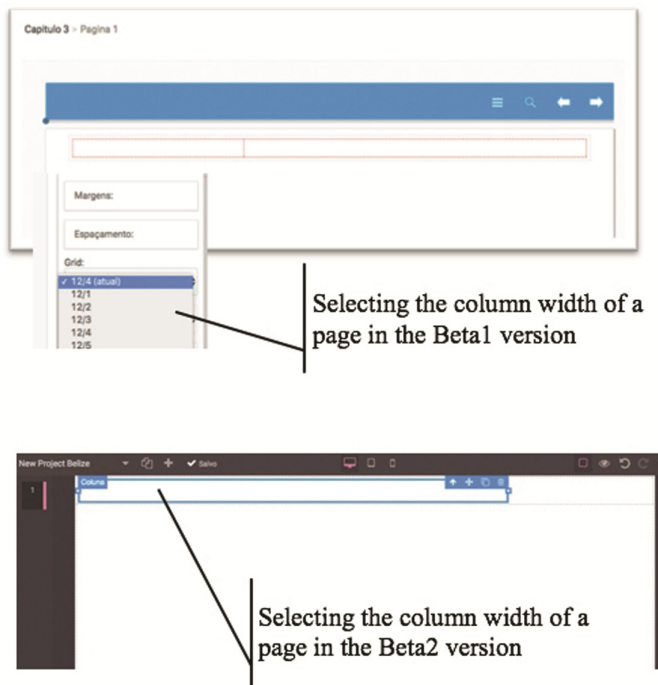 Capitulo 3 > Pagina 1
Margens:
Espaçamento:
Grid:
✓ 12/4 (atual)
12/1
12/2
12/3
12/4
12/5
Selecting the column width of a
page in the Beta1 version
New Project Belize
Salvo
1
Coluna
Selecting the column width of a
page in the Beta2 version